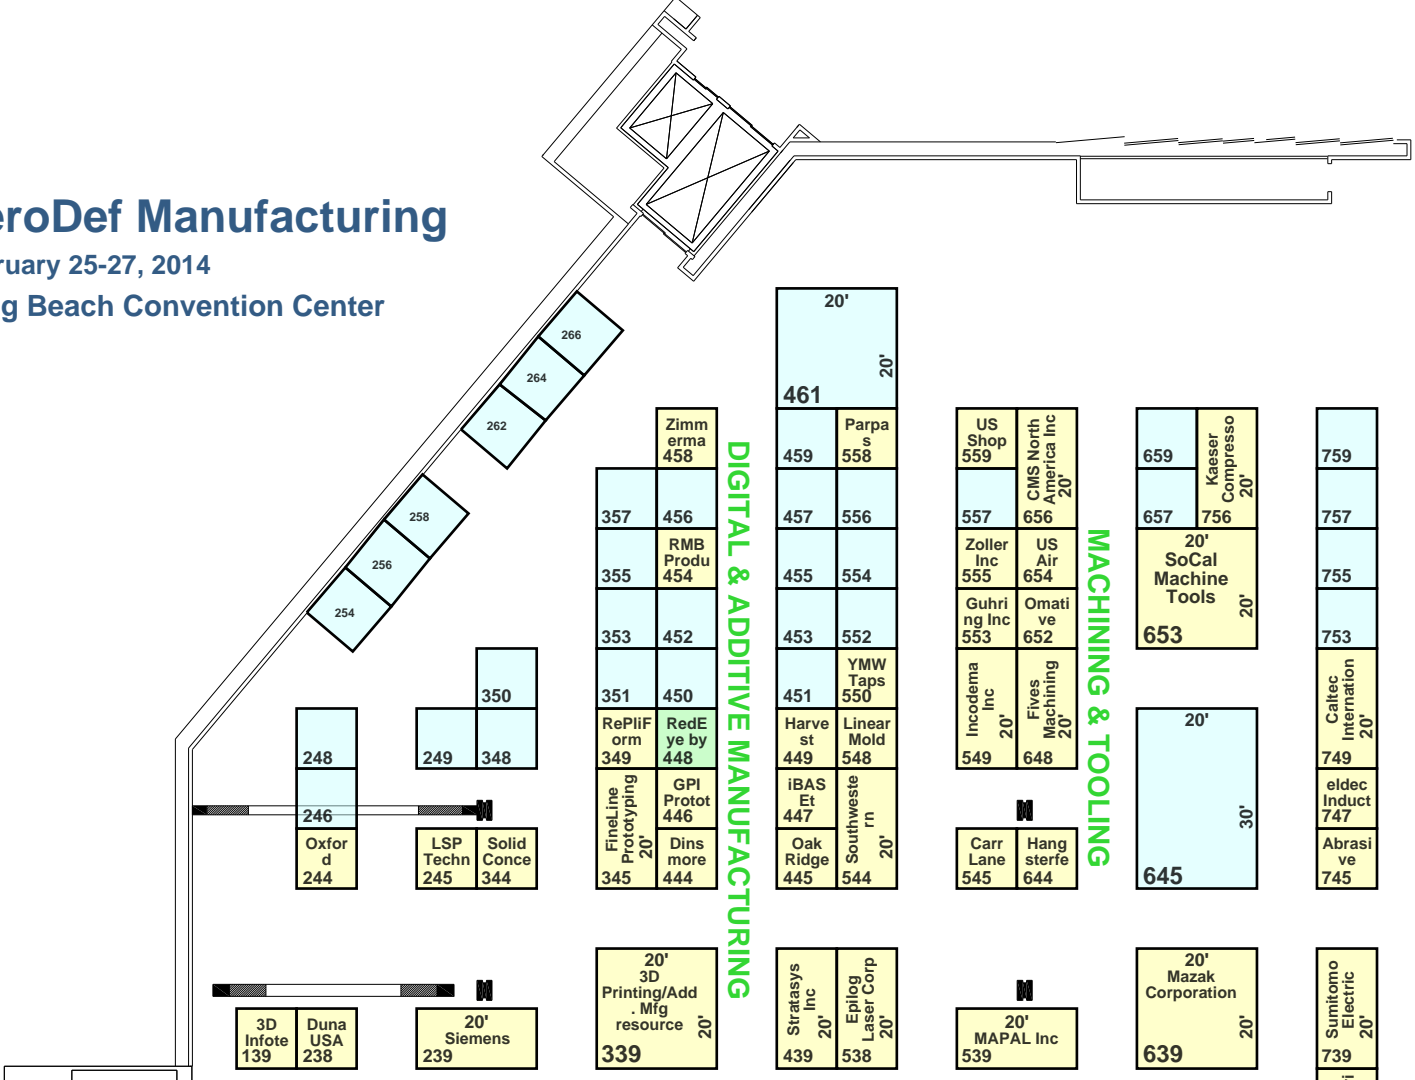 eroDef Manufacturing
ruary 25-27, 2014
g Beach Convention Center
266
264
262
258
256
254
20'
20'
461
Zimm
erma
458
459
Parpa
s
558
US
Shop
559
CMS North
America Inc
20'
656
659
Kaeser
Compresso
20'
756
759
357
456
457
556
557
657
757
355
RMB
Produ
454
455
554
Zoller
Inc
555
US
Air
654
20'
SoCal
Machine
Tools
20'
653
755
353
452
453
552
Guhri
ng Inc
553
Omati
ve
652
753
350
351
450
451
YMW
Taps
550
Incodema
Inc
20'
549
Fives
Machining
20'
648
Caltec
Internation
20'
749
248
249
348
RePliF
orm
349
RedE
ye by
448
Harve
st
449
Linear
Mold
548
20'
30'
645
246
FineLine
Prototyping
20'
345
GPI
Protot
446
iBAS
Et
447
Southweste
rn
20'
544
eldec
Induct
747
Oxfor
d
244
LSP
Techn
245
Solid
Conce
344
Dins
more
444
Oak
Ridge
445
Carr
Lane
545
Hang
sterfe
644
Abrasi
ve
745
DIGITAL & ADDITIVE MANUFACTURING
MACHINING & TOOLING
3D
Infote
139
Duna
USA
238
20'
Siemens
239
20'
3D
Printing/Add
. Mfg
resource
20'
339
Stratasys
Inc
20'
439
Epilog
Laser Corp
20'
538
20'
MAPAL Inc
539
20'
Mazak
Corporation
20'
639
Sumitomo
Electric
20'
739